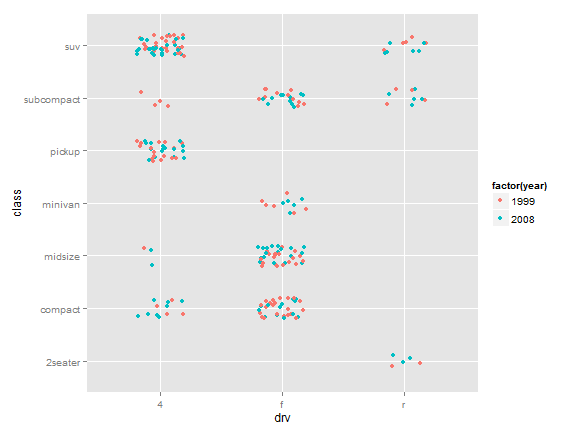 suv
subcompact
pickup
minivan
midsize
compact
2seater
class
4 f r
drv
factor(year)
1999
2008